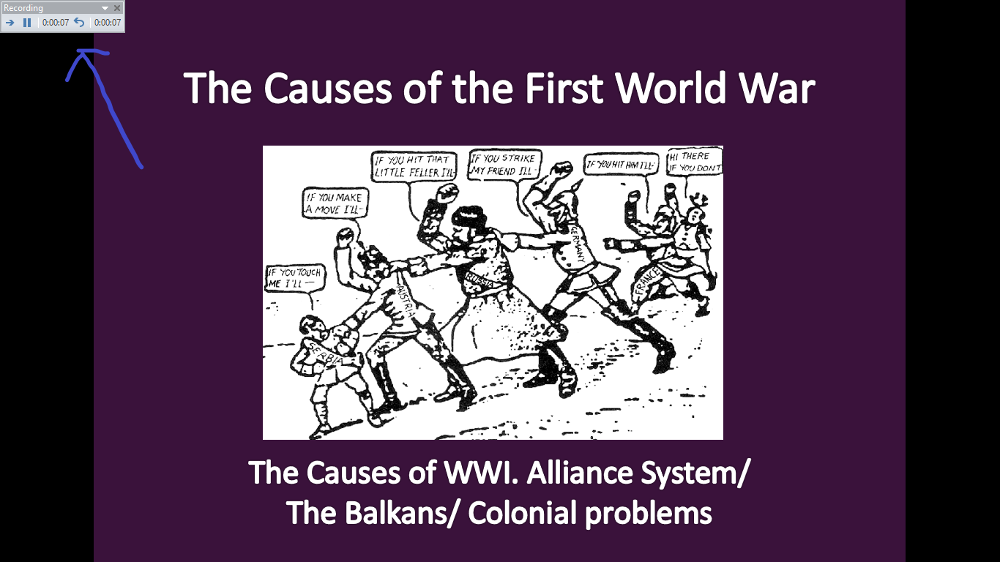 Recording
0:00:07 0:00:07
The Causes of the First World War
IF YOU HIT THAT
LITTLE FELLER I'LL-
IF YOU STRIKE
MY FRIEND I'LL-
IF YOU HIT HIM I'LL-
HI THERE
IF YOU DONT
IF YOU MAKE
A MOVE I'LL-
IF YOU TOUCH
ME I'LL —
SERBIA
AUSTRIA
RUSSIA
GERMANY
FRANCE
The Causes of WWI. Alliance System/
The Balkans/ Colonial problems